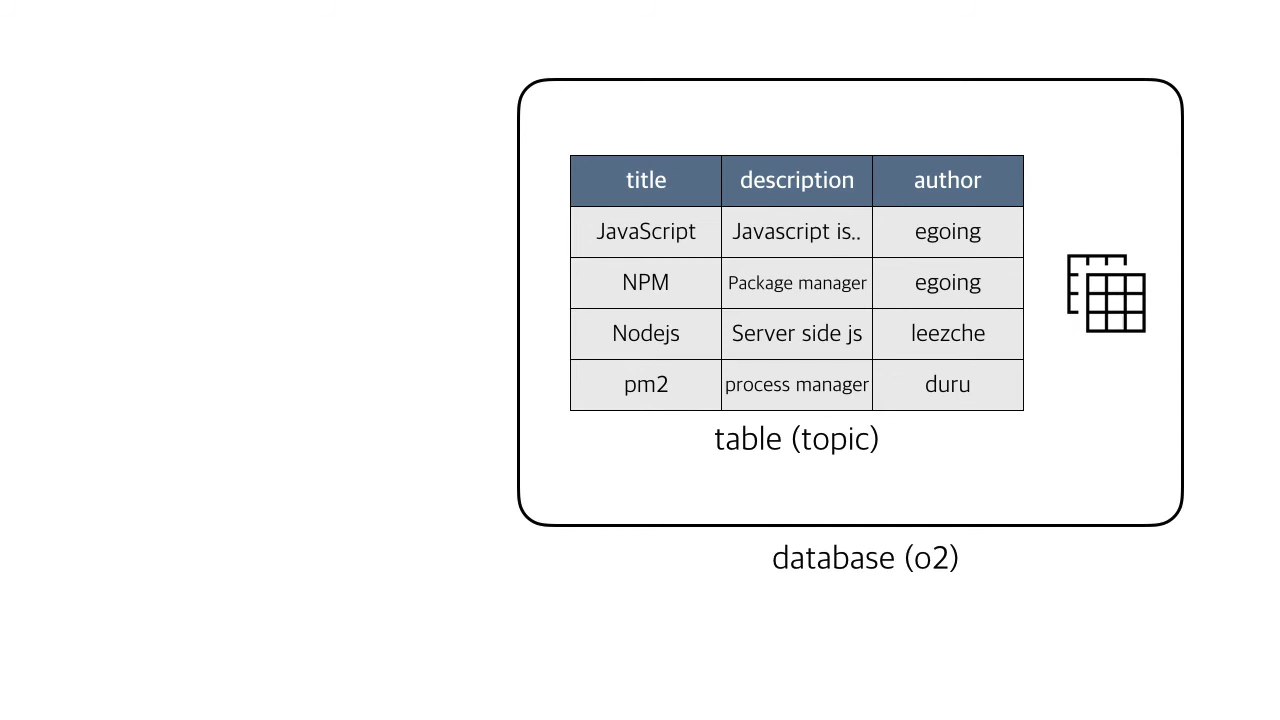 title description author
JavaScript Javascript is.. egoing
NPM Package manager egoing
Nodejs Server side js leezche
pm2 process manager duru
table (topic)
database (o2)